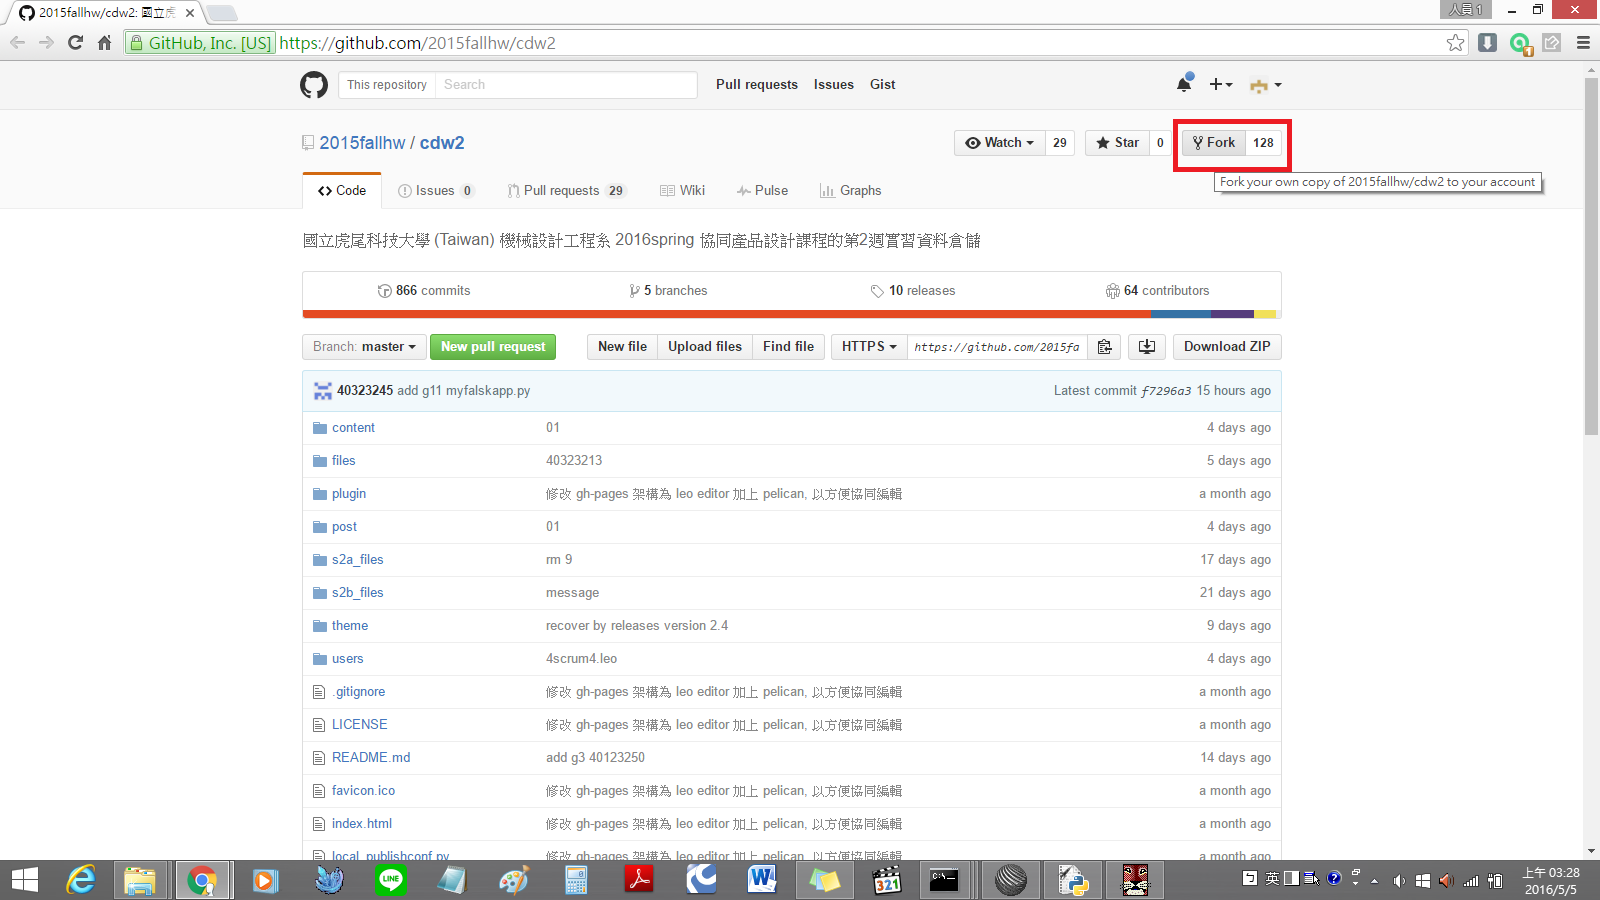 2015fallhw/cdw2: 國立虎
人員 1
GitHub, Inc. [US] https://github.com/2015fallhw/cdw2
This repository Search Pull requests Issues Gist
2015fallhw / cdw2
Watch 29 Star 0 Fork 128
Fork your own copy of 2015fallhw/cdw2 to your account
Code Issues 0 Pull requests 29 Wiki Pulse Graphs
國立虎尾科技大學 (Taiwan) 機械設計工程系 2016spring 協同產品設計課程的第2週實習資料倉儲
866 commits 5 branches 10 releases 64 contributors
Branch: master New pull request New file Upload files Find file HTTPS https://github.com/2015fa Download ZIP
40323245 add g11 myfalskapp.py Latest commit f7296a3 15 hours ago
content 01 4 days ago
files 40323213 5 days ago
plugin 修改 gh-pages 架構為 leo editor 加上 pelican, 以方便協同編輯 a month ago
post 01 4 days ago
s2a_files rm 9 17 days ago
s2b_files message 21 days ago
theme recover by releases version 2.4 9 days ago
users 4scrum4.leo 4 days ago
.gitignore 修改 gh-pages 架構為 leo editor 加上 pelican, 以方便協同編輯 a month ago
LICENSE 修改 gh-pages 架構為 leo editor 加上 pelican, 以方便協同編輯 a month ago
README.md add g3 40123250 14 days ago
favicon.ico 修改 gh-pages 架構為 leo editor 加上 pelican, 以方便協同編輯 a month ago
index.html 修改 gh-pages 架構為 leo editor 加上 pelican, 以方便協同編輯 a month ago
local_publishconf.py 修改 gh-pages 架構為 leo editor 加上 pelican, 以方便協同編輯 a month ago
LINE
321
C:\
英
上午 03:28
2016/5/5